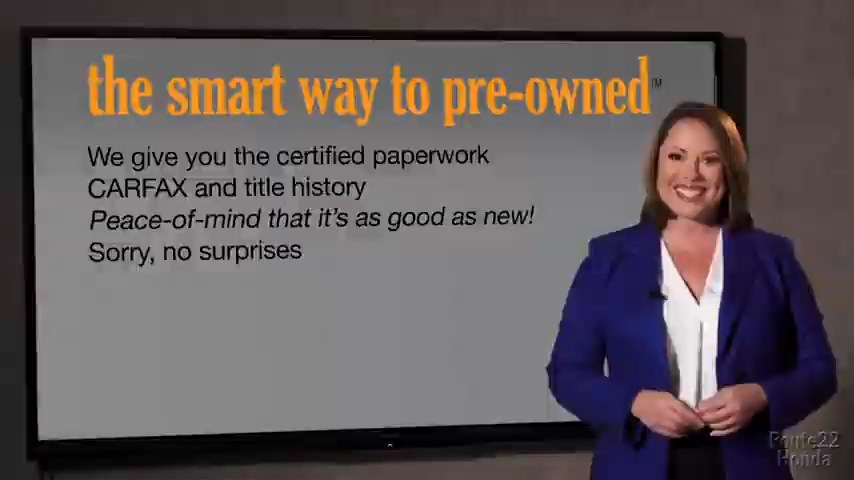 the smart way to pre-owned™
We give you the certified paperwork
CARFAX and title history
Peace-of-mind that it's as good as new!
Sorry, no surprises
Route22
Honda